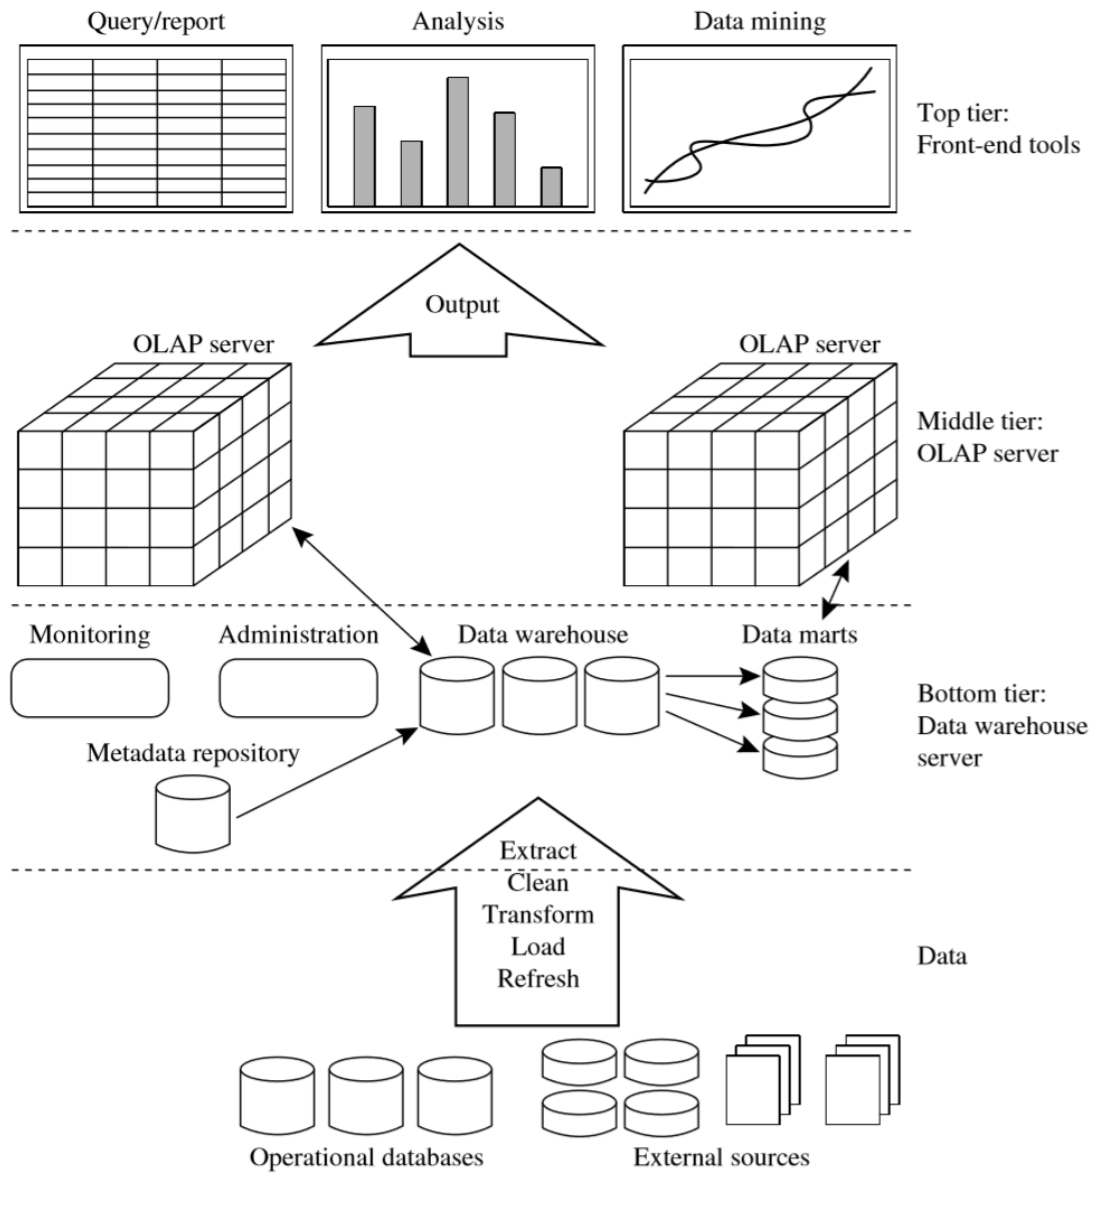 Query/report
Analysis
Data mining
Top tier:
Front-end tools
Output
OLAP server
OLAP server
Middle tier:
OLAP server
Monitoring
Administration
Data warehouse
Data marts
Bottom tier:
Data warehouse
server
Metadata repository
Extract
Clean
Transform
Load
Refresh
Data
Operational databases
External sources